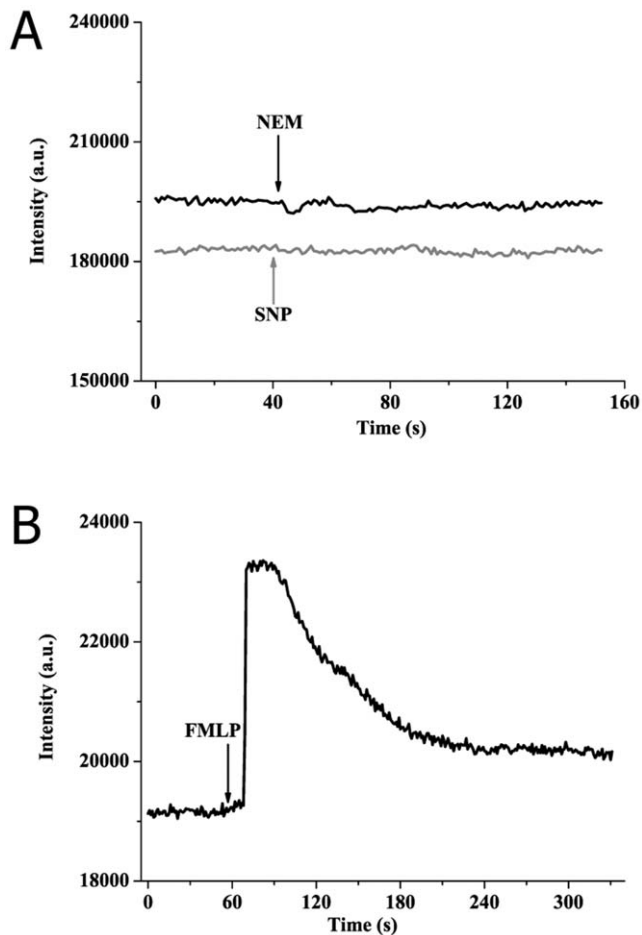 A
240000
210000
180000
150000
Intensity (a.u.)
NEM
SNP
0 40 80 120 160
Time (s)
B
24000
22000
20000
18000
Intensity (a.u.)
FMLP
0 60 120 180 240 300
Time (s)